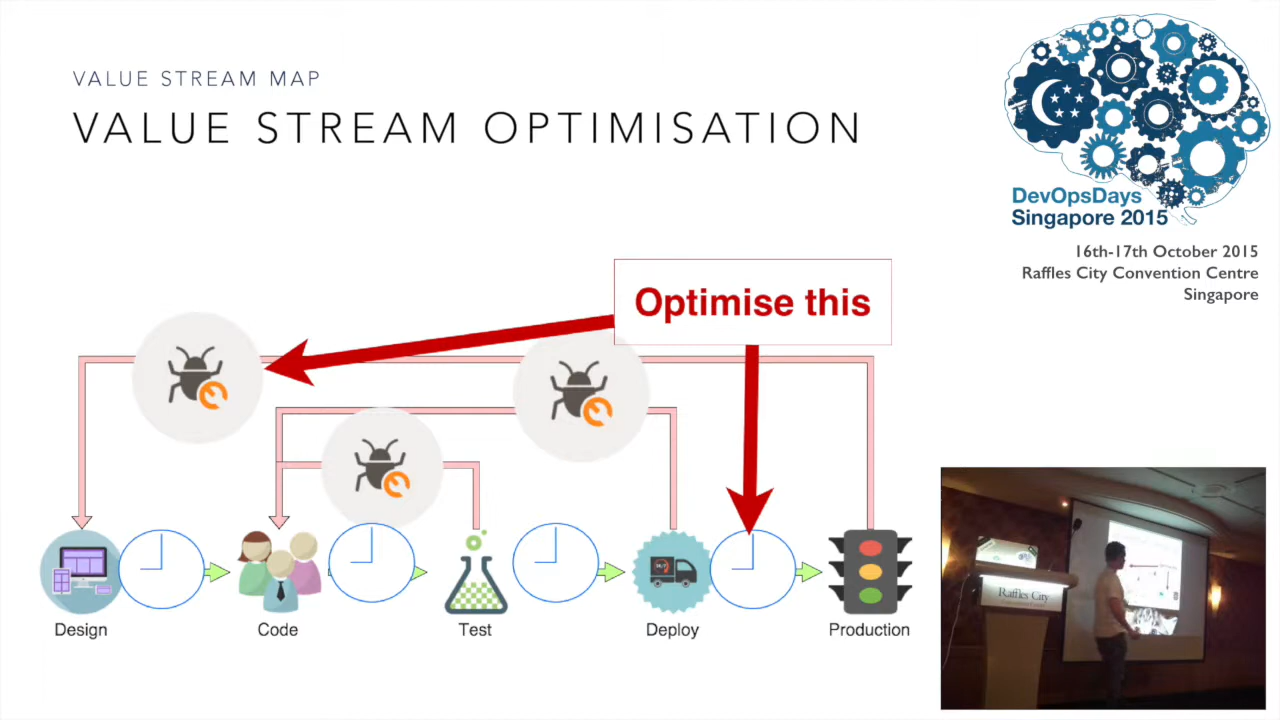 VALUE STREAM MAP
VALUE STREAM OPTIMISATION
DevOpsDays
Singapore 2015
16th-17th October 2015
Raffles City Convention Centre
Singapore
Optimise this
Design
Code
Test
Deploy
Production
Raffles City